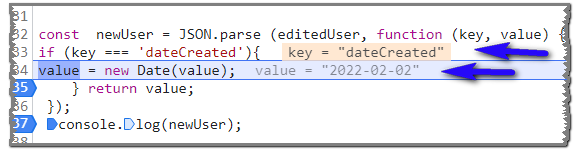 31
32 const newUser = JSON.parse (editedUser, function (key, value) {
33 if (key === 'dateCreated'){ key = "dateCreated"
34 value = new Date(value); value = "2022-02-02"
35 } return value;
36 });
37 console.log(newUser);
38